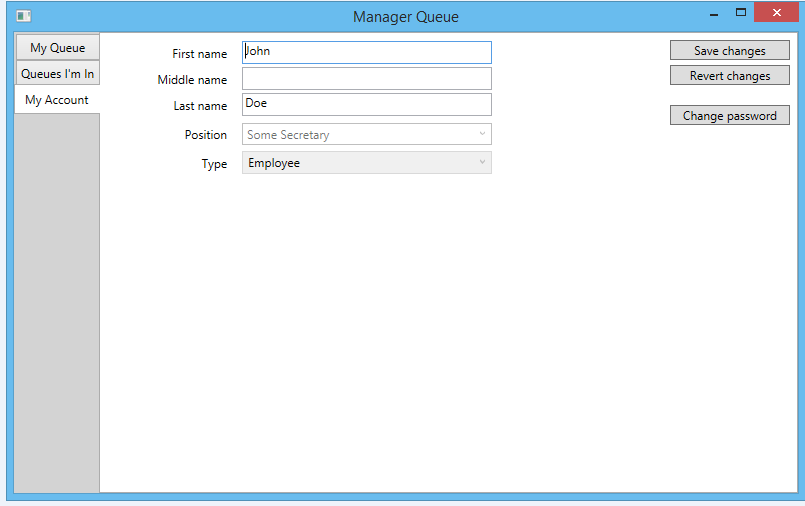 Manager Queue
My Queue
Queues I'm In
My Account
First name
John
Middle name
Last name
Doe
Position
Some Secretary
Type
Employee
Save changes
Revert changes
Change password